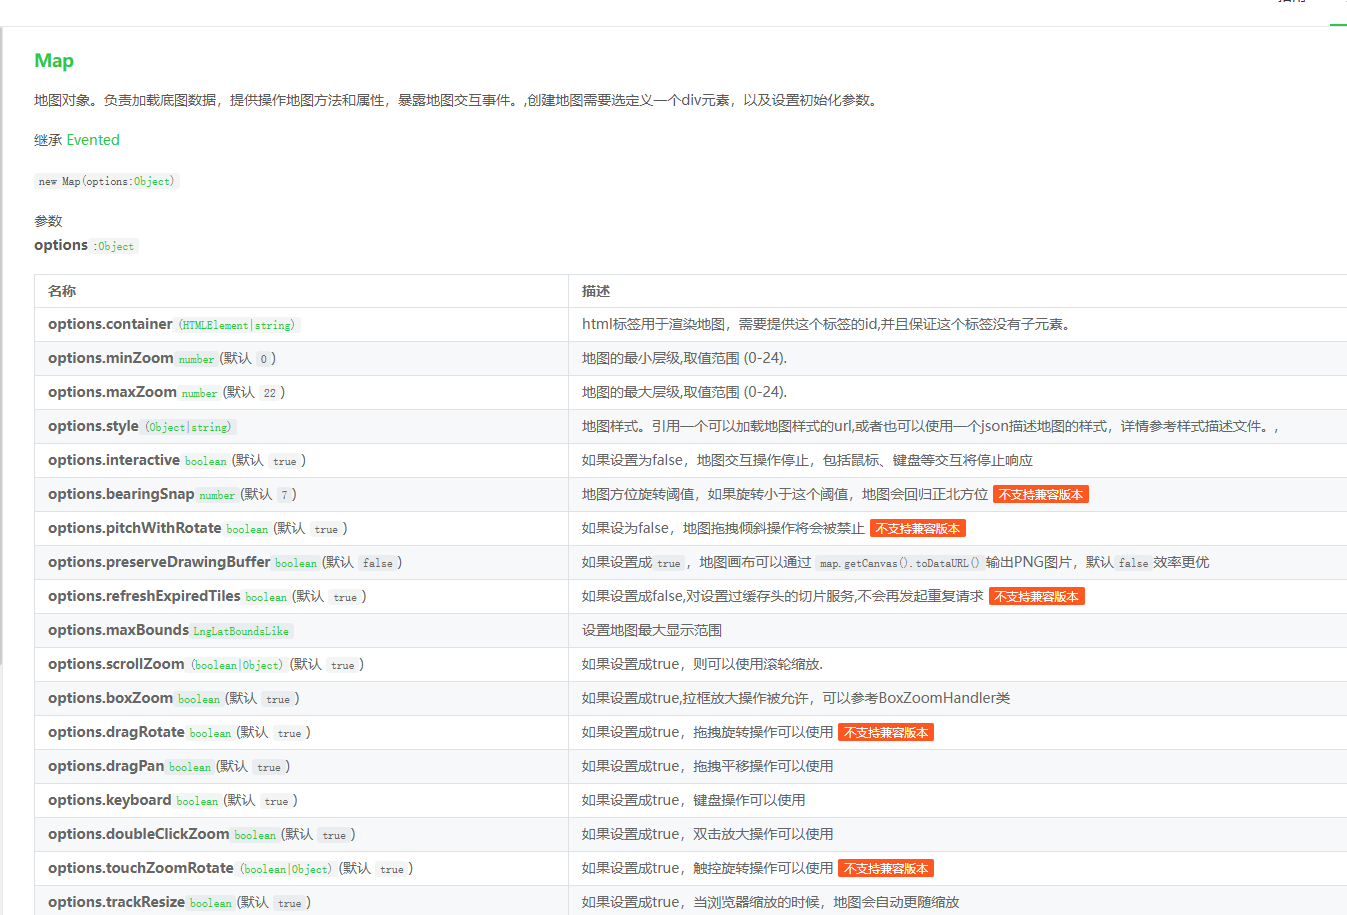 Map
地图对象。负责加载底图数据，提供操作地图方法和属性，暴露地图交互事件。,创建地图需要选定义一个div元素，以及设置初始化参数。
继承 Evented
new Map(options:Object)
参数
options :Object
名称 描述
options.container (HTMLElement|string) html标签用于渲染地图，需要提供这个标签的id,并且保证这个标签没有子元素。
options.minZoom number (默认 0 ) 地图的最小层级,取值范围 (0-24).
options.maxZoom number (默认 22 ) 地图的最大层级,取值范围 (0-24).
options.style (Object|string) 地图样式。引用一个可以加载地图样式的url,或者也可以使用一个json描述地图的样式，详情参考样式描述文件。,
options.interactive boolean (默认 true ) 如果设置为false，地图交互操作停止，包括鼠标、键盘等交互将停止响应
options.bearingSnap number (默认 7 ) 地图方位旋转阈值，如果旋转小于这个阈值，地图会回归正北方位 不支持兼容版本
options.pitchWithRotate boolean (默认 true ) 如果设为false，地图拖拽倾斜操作将会被禁止 不支持兼容版本
options.preserveDrawingBuffer boolean (默认 false ) 如果设置成 true ，地图画布可以通过 map.getCanvas().toDataURL() 输出PNG图片，默认 false 效率更优
options.refreshExpiredTiles boolean (默认 true ) 如果设置成false,对设置过缓存头的切片服务,不会再发起重复请求 不支持兼容版本
options.maxBounds LngLatBoundsLike 设置地图最大显示范围
options.scrollZoom (boolean|Object) (默认 true ) 如果设置成true，则可以使用滚轮缩放.
options.boxZoom boolean (默认 true ) 如果设置成true,拉框放大操作被允许，可以参考BoxZoomHandler类
options.dragRotate boolean (默认 true ) 如果设置成true，拖拽旋转操作可以使用 不支持兼容版本
options.dragPan boolean (默认 true ) 如果设置成true，拖拽平移操作可以使用
options.keyboard boolean (默认 true ) 如果设置成true，键盘操作可以使用
options.doubleClickZoom boolean (默认 true ) 如果设置成true，双击放大操作可以使用
options.touchZoomRotate (boolean|Object) (默认 true ) 如果设置成true，触控旋转操作可以使用 不支持兼容版本
options.trackResize boolean (默认 true ) 如果设置成true，当浏览器缩放的时候，地图会自动更随缩放